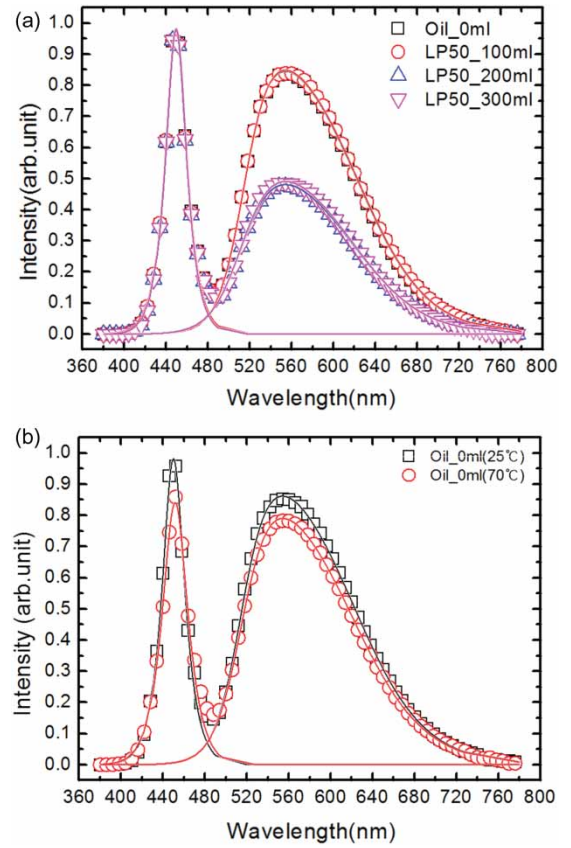 (a)
Oil_0ml
LP50_100ml
LP50_200ml
LP50_300ml
Intensity(arb.unit)
1.0
0.9
0.8
0.7
0.6
0.5
0.4
0.3
0.2
0.1
0.0
360 400 440 480 520 560 600 640 680 720 760 800
Wavelength(nm)
(b)
Oil_0ml(25℃)
Oil_0ml(70℃)
Intensity (arb.unit)
1.0
0.9
0.8
0.7
0.6
0.5
0.4
0.3
0.2
0.1
0.0
360 400 440 480 520 560 600 640 680 720 760 800
Wavelength(nm)